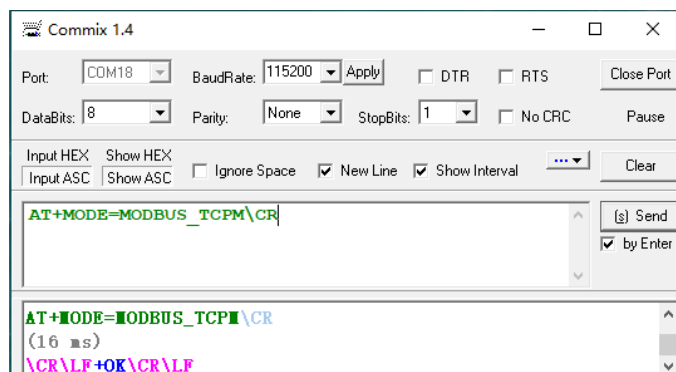 Commix 1.4
Port: COM18 BaudRate: 115200 Apply DTR RTS Close Port
DataBits: 8 Parity: None StopBits: 1 No CRC Pause
Input HEX Show HEX
Input ASC Show ASC Ignore Space New Line Show Interval ... Clear
AT+MODE=MODBUS_TCPM\CR
(s) Send
by Enter
AT+MODE=MODBUS_TCPM\CR
(16 ms)
\CR\LF+OK\CR\LF